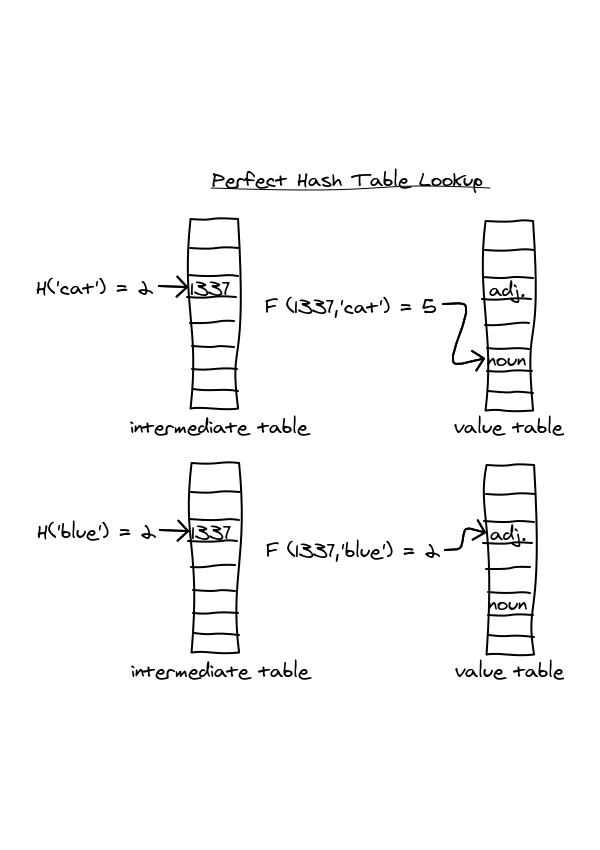 Perfect Hash Table Lookup
H('cat') = 2
1337
F (1337,'cat') = 5
adj.
noun
intermediate table
value table
H('blue') = 2
1337
F (1337,'blue') = 2
adj.
noun
intermediate table
value table